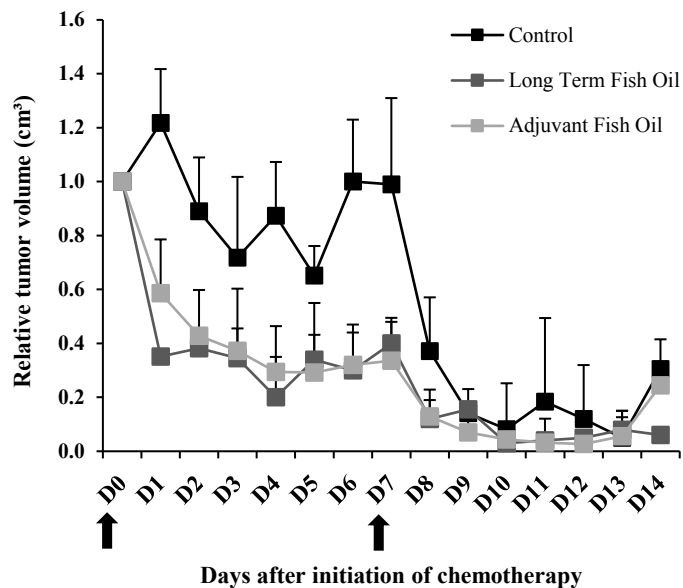 1.6
1.4
1.2
1.0
0.8
0.6
0.4
0.2
0.0
Relative tumor volume (cm³)
Control
Long Term Fish Oil
Adjuvant Fish Oil
D0 D1 D2 D3 D4 D5 D6 D7 D8 D9 D10 D11 D12 D13 D14
Days after initiation of chemotherapy